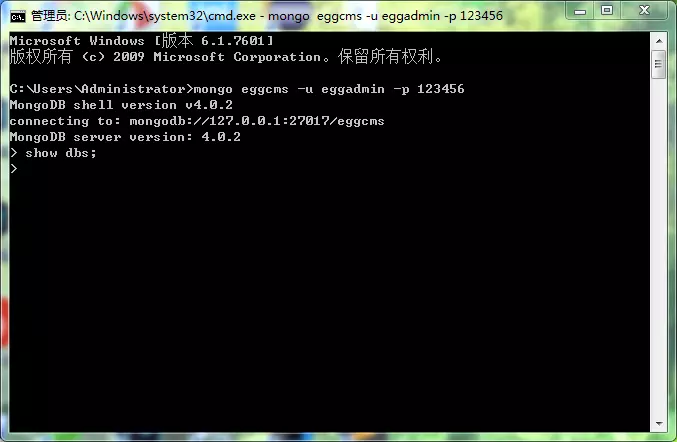 管理员: C:\Windows\system32\cmd.exe - mongo  eggcms -u eggadmin -p 123456
Microsoft Windows [版本 6.1.7601]
版权所有 (c) 2009 Microsoft Corporation。保留所有权利。
C:\Users\Administrator>mongo eggcms -u eggadmin -p 123456
MongoDB shell version v4.0.2
connecting to: mongodb://127.0.0.1:27017/eggcms
MongoDB server version: 4.0.2
> show dbs;
>